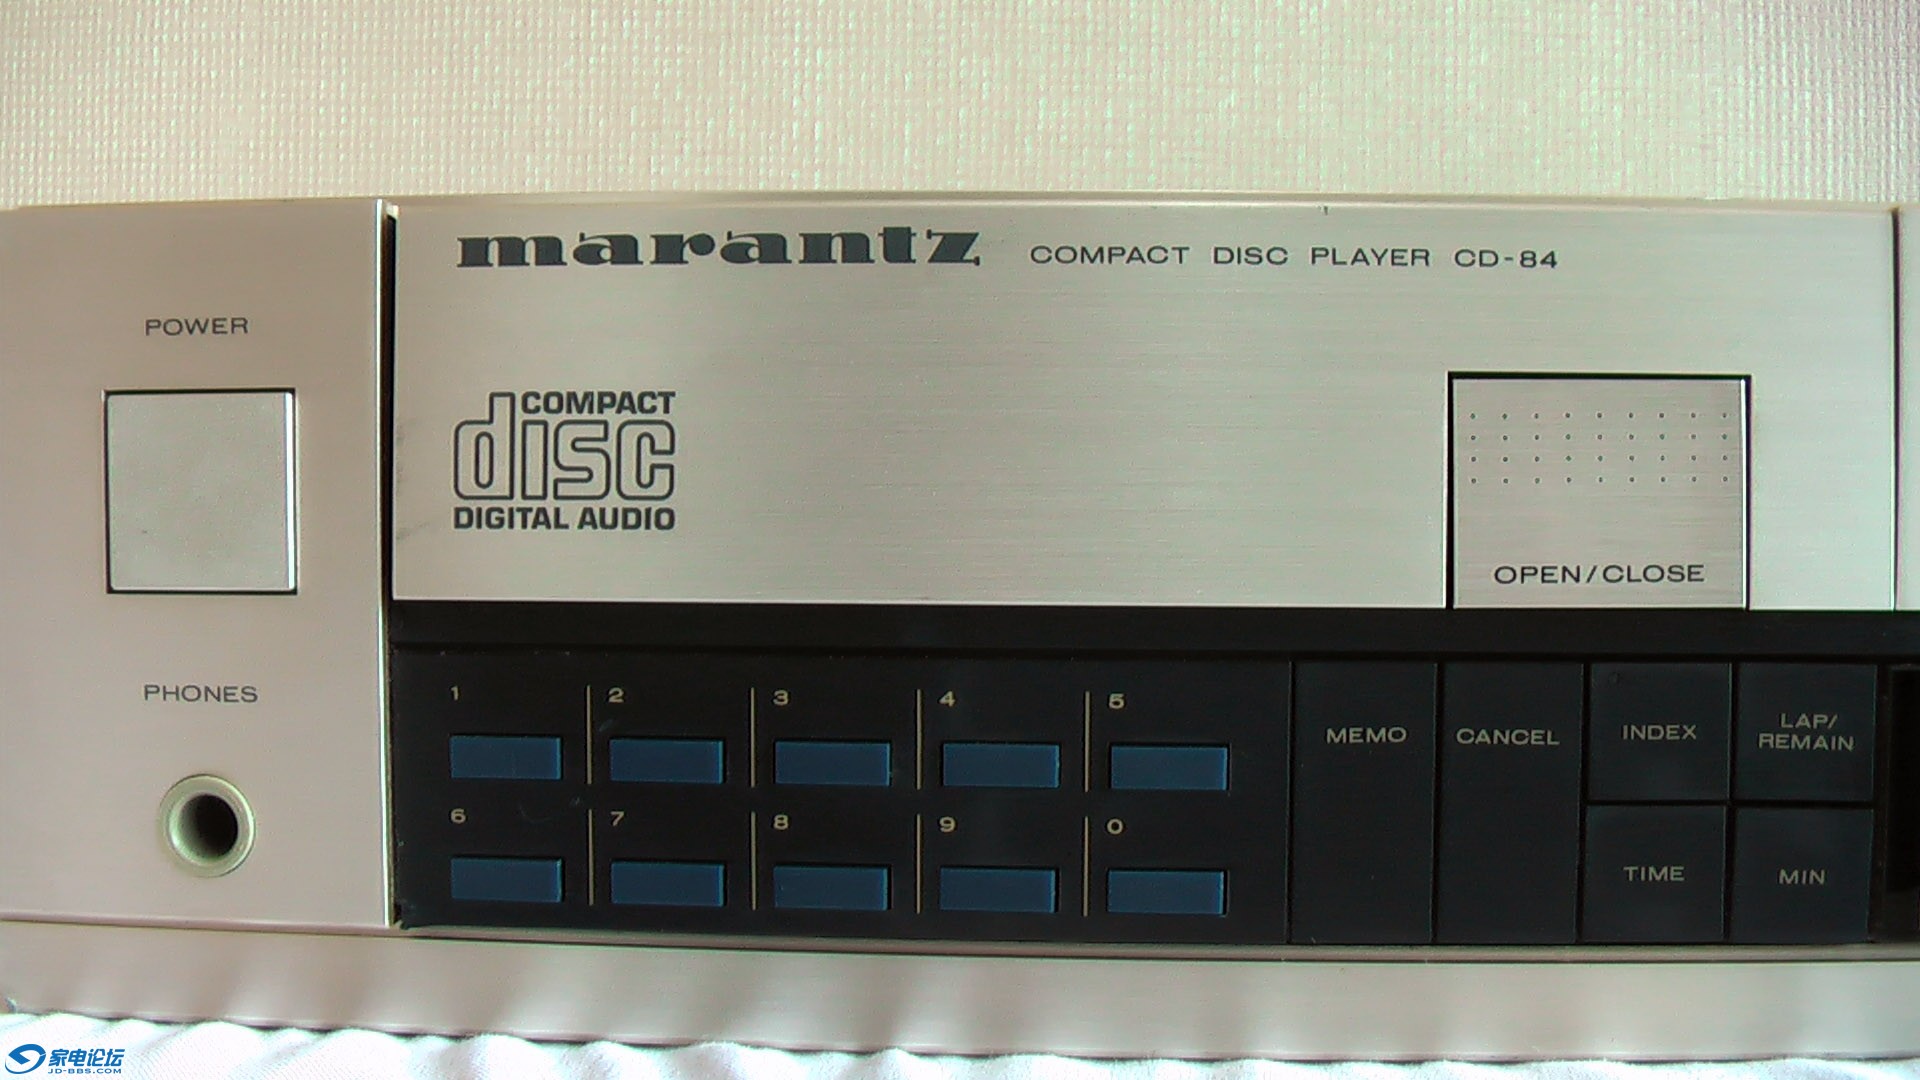 marantz COMPACT DISC PLAYER CD-84
POWER
COMPACT
disc
DIGITAL AUDIO
OPEN/CLOSE
PHONES
1 2 3 4 5
MEMO CANCEL INDEX LAP/
REMAIN
6 7 8 9 0
TIME MIN
家电论坛
JD-BBS.COM